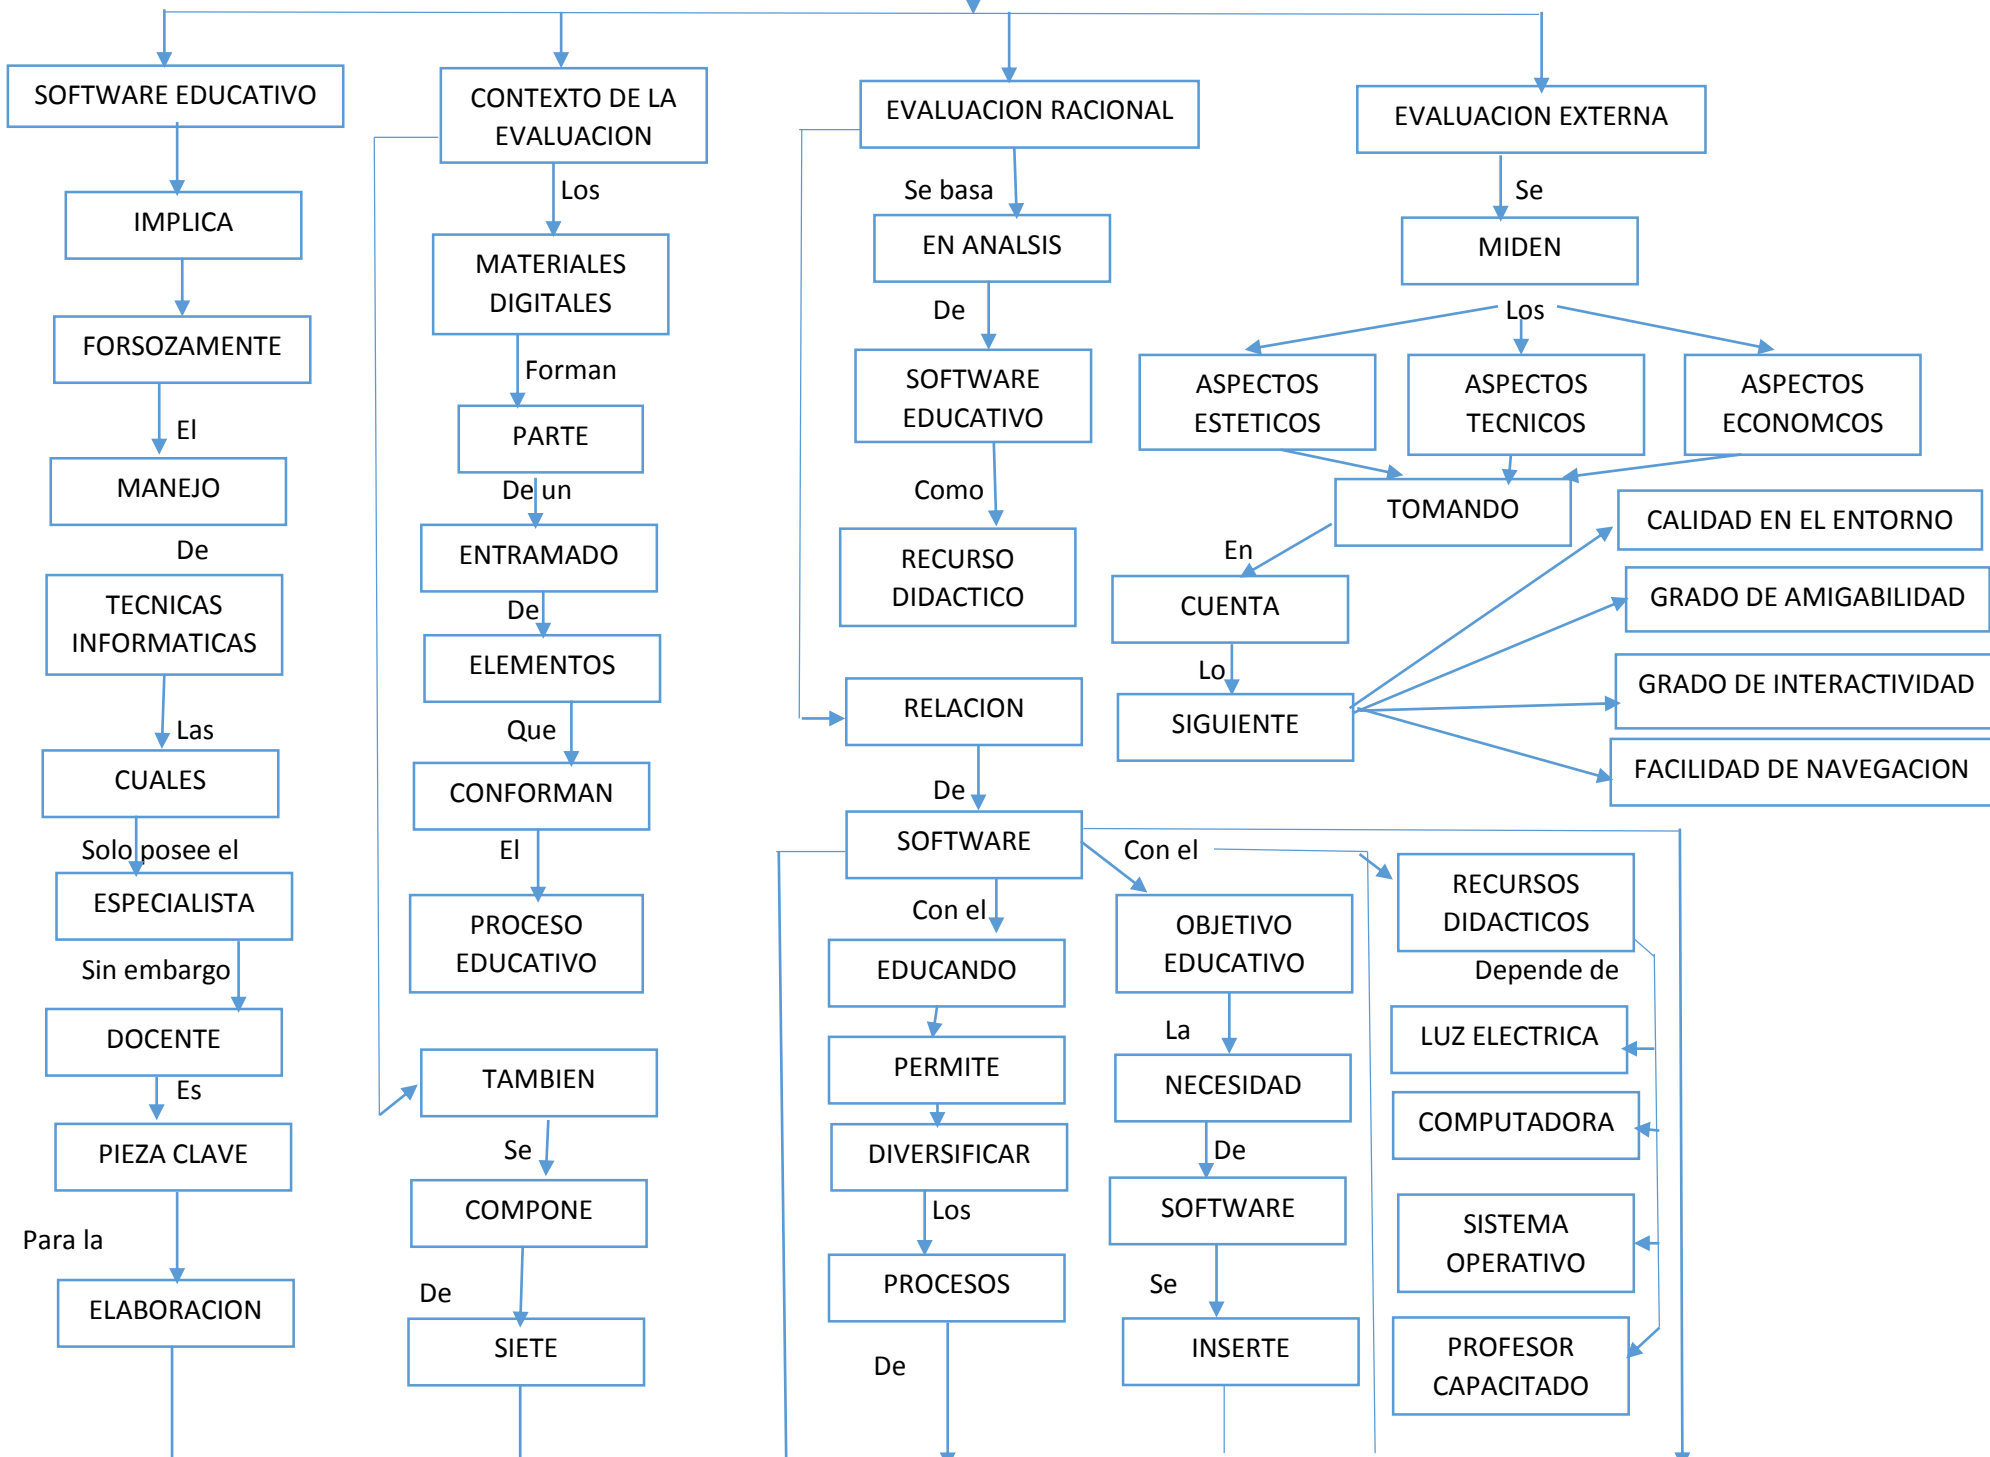 SOFTWARE EDUCATIVO
IMPLICA
FORSOZAMENTE
El
MANEJO
De
TECNICAS
INFORMATICAS
Las
CUALES
Solo posee el
ESPECIALISTA
Sin embargo
DOCENTE
Es
PIEZA CLAVE
Para la
ELABORACION
CONTEXTO DE LA
EVALUACION
Los
MATERIALES
DIGITALES
Forman
PARTE
De un
ENTRAMADO
De
ELEMENTOS
Que
CONFORMAN
El
PROCESO
EDUCATIVO
TAMBIEN
Se
COMPONE
De
SIETE
EVALUACION RACIONAL
Se basa
EN ANALSIS
De
SOFTWARE
EDUCATIVO
Como
RECURSO
DIDACTICO
RELACION
De
SOFTWARE
Con el
EDUCANDO
PERMITE
DIVERSIFICAR
Los
PROCESOS
De
Con el
OBJETIVO
EDUCATIVO
La
NECESIDAD
De
SOFTWARE
Se
INSERTE
RECURSOS
DIDACTICOS
Depende de
LUZ ELECTRICA
COMPUTADORA
SISTEMA
OPERATIVO
PROFESOR
CAPACITADO
EVALUACION EXTERNA
Se
MIDEN
Los
ASPECTOS
ESTETICOS
ASPECTOS
TECNICOS
ASPECTOS
ECONOMCOS
TOMANDO
En
CUENTA
Lo
SIGUIENTE
CALIDAD EN EL ENTORNO
GRADO DE AMIGABILIDAD
GRADO DE INTERACTIVIDAD
FACILIDAD DE NAVEGACION